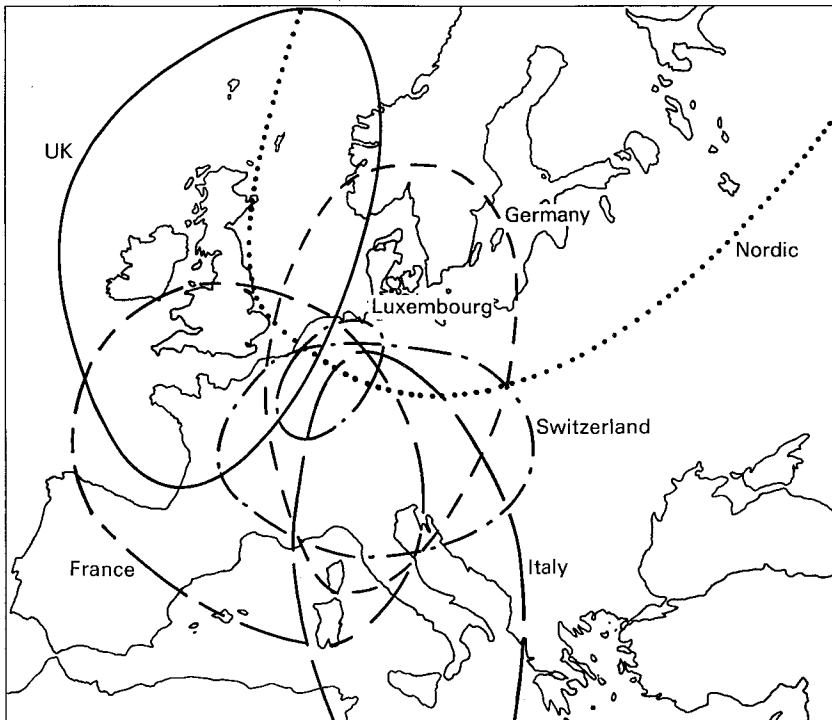 UK
Germany
Nordic
Luxembourg
Switzerland
France
Italy